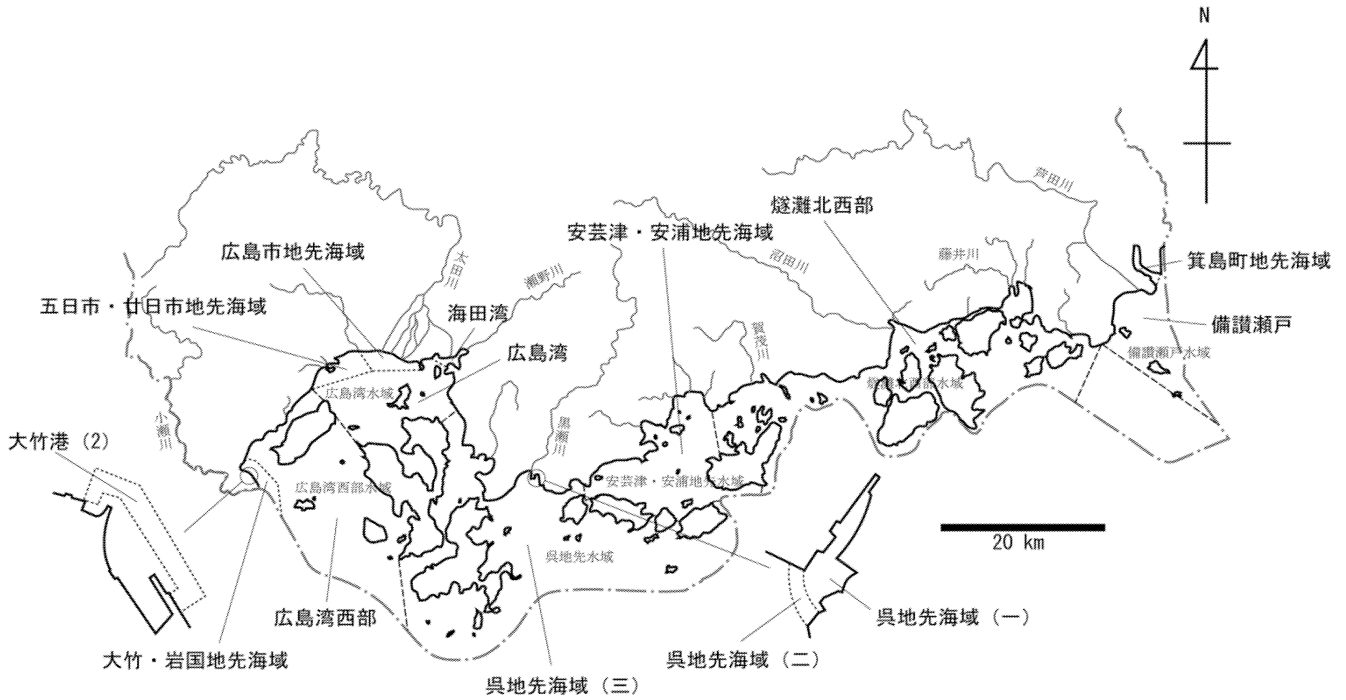 N
芦田川
燧灘北西部
安芸津・安浦地先海域
広島市地先海域
太田川
瀬野川
沼田川
藤井川
箕島町地先海域
五日市・廿日市地先海域
海田湾
広島湾
賀茂川
備讃瀬戸
備讃瀬戸水域
広島湾水域
燧灘北西部水域
小瀬川
黒瀬川
大竹港(2)
広島湾西部水域
安芸津・安浦地先水域
20 km
呉地先水域
広島湾西部
呉地先海域(一)
大竹・岩国地先海域
呉地先海域(二)
呉地先海域(三)